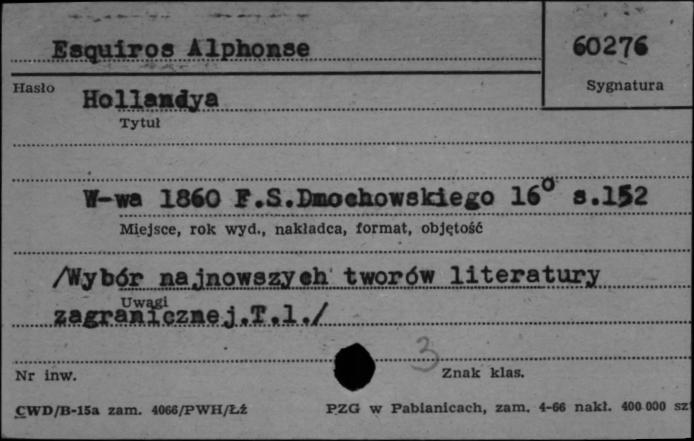 Esquiros Alphonse
60276
Hasło
Sygnatura
Hollandya
Tytuł
W-wa 1860 F.S.Dmochowskiego 16° s.152
Miejsce, rok wyd., nakładca, format, objętość
/Wybór najnowszych tworów literatury
Uwagi
zagranicznej.T.1./
3
Nr inw.
Znak klas.
CWD/B-15a zam. 4066/PWH/Łż
PZG w Pabianicach, zam. 4-66 nakł. 400 000 szt